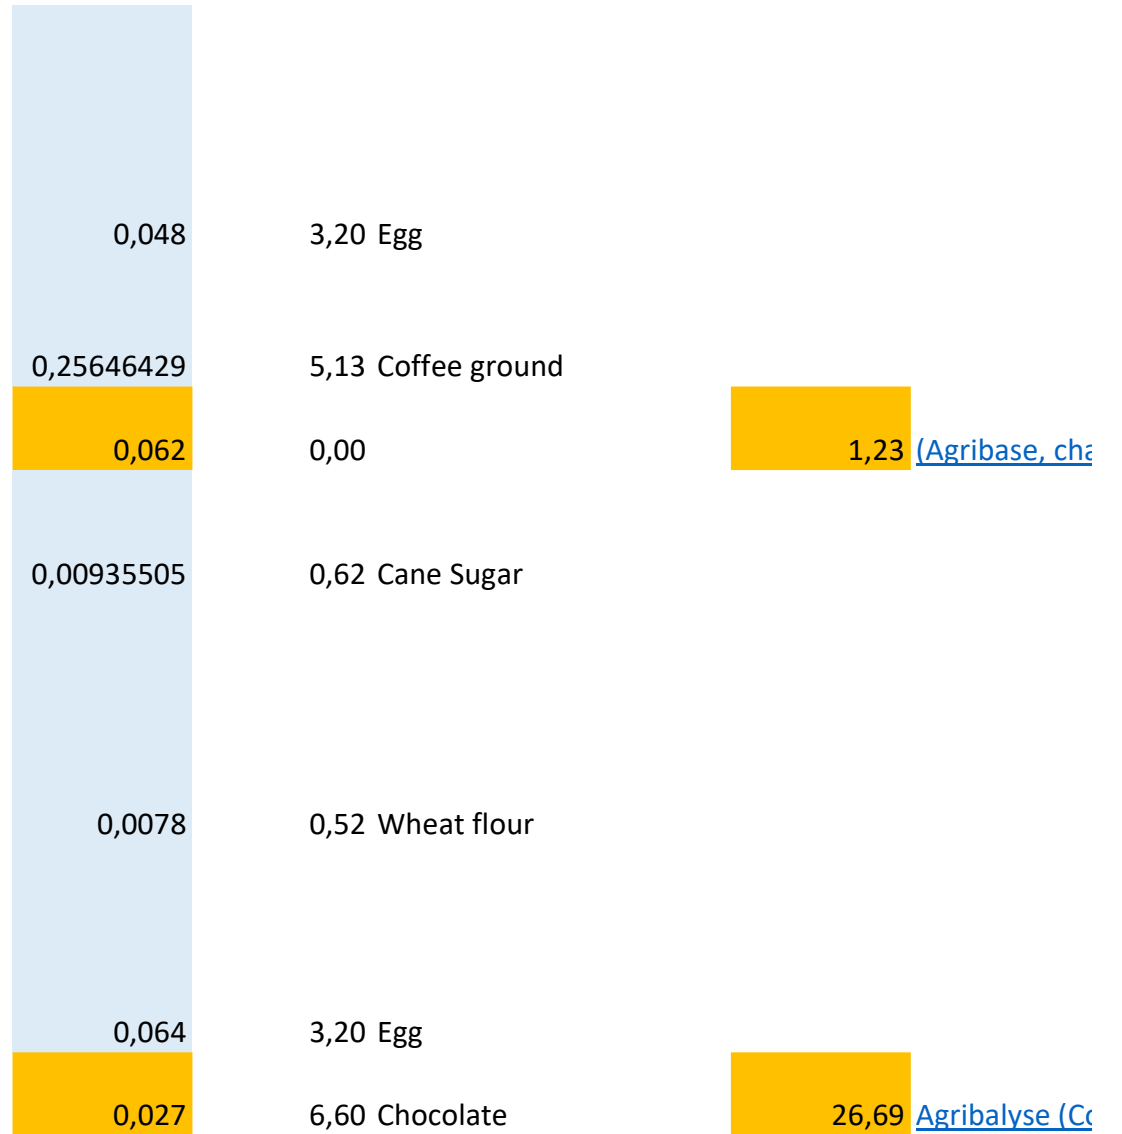 0,048 3,20 Egg
0,25646429 5,13 Coffee ground
0,062 0,00 1,23 (Agribase, cha
0,00935505 0,62 Cane Sugar
0,0078 0,52 Wheat flour
0,064 3,20 Egg
0,027 6,60 Chocolate 26,69 Agribalyse (Co